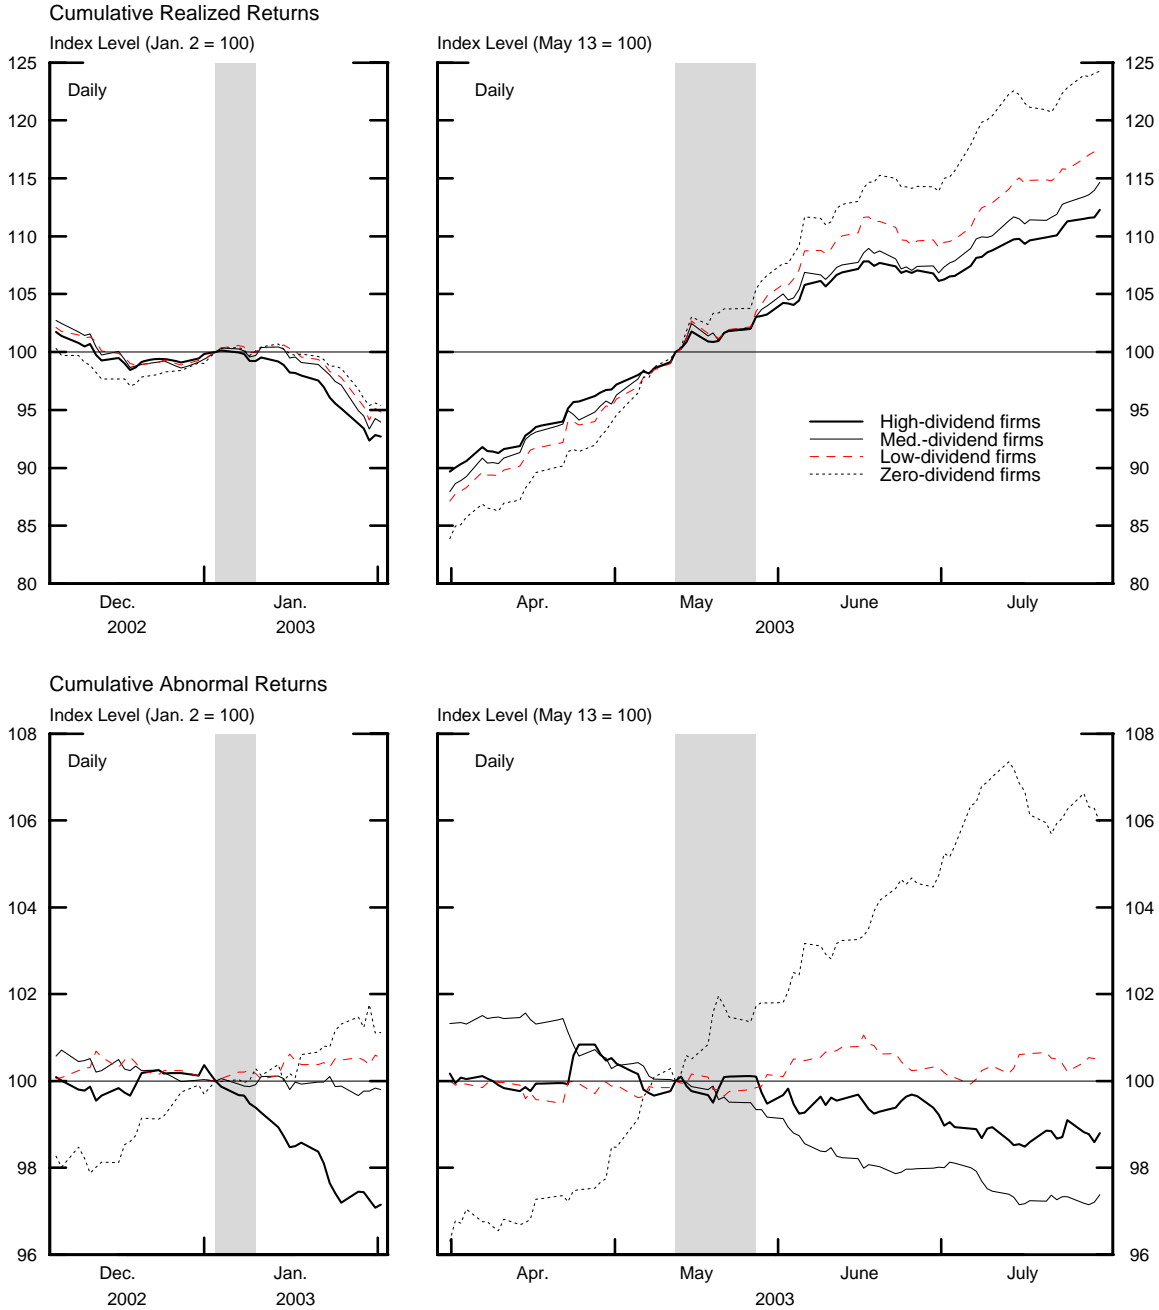 Cumulative Realized Returns
Index Level (Jan. 2 = 100)
Index Level (May 13 = 100)
125
125
Daily
Daily
120
120
115
115
110
110
105
105
100
100
95
95
High-dividend firms
Med.-dividend firms
Low-dividend firms
Zero-dividend firms
90
90
85
85
80
80
Dec.
Jan.
Apr.
May
June
July
2002
2003
2003
Cumulative Abnormal Returns
Index Level (Jan. 2 = 100)
Index Level (May 13 = 100)
108
108
Daily
Daily
106
106
104
104
102
102
100
100
98
98
96
96
Dec.
Jan.
Apr.
May
June
July
2002
2003
2003